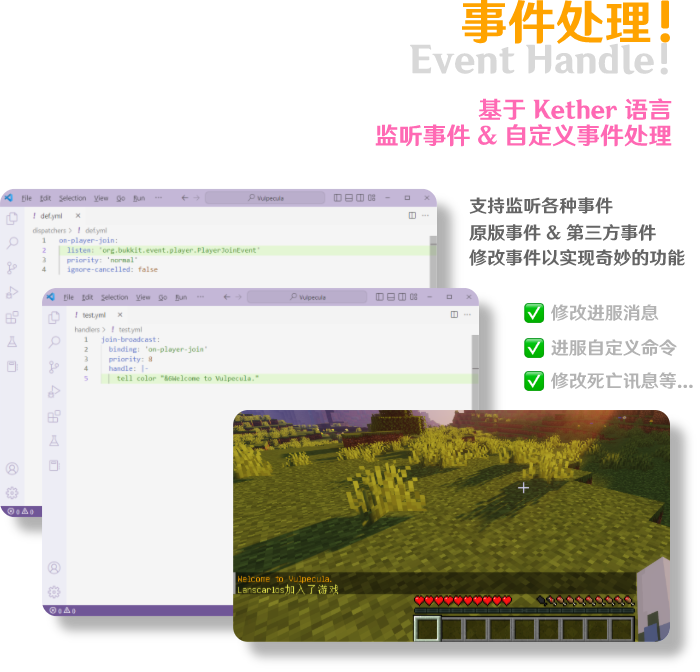 事件处理!
Event Handle!
基于 Kether 语言
监听事件 & 自定义事件处理
File Edit Selection View Go Run ··· Vulpecula
! def.yml ×
dispatchers > ! def.yml
1 on-player-join:
2 listen: 'org.bukkit.event.player.PlayerJoinEvent'
3 priority: 'normal'
4 ignore-cancelled: false
支持监听各种事件
原版事件 & 第三方事件
修改事件以实现奇妙的功能
✅ 修改进服消息
✅ 进服自定义命令
✅ 修改死亡讯息等...
File Edit Selection View Go Run ··· Vulpecula
! test.yml ×
handlers > ! test.yml
1 join-broadcast:
2 binding: 'on-player-join'
3 priority: 8
4 handle: |-
5 tell color "&6Welcome to Vulpecula."
0 0
0 0
Welcome to Vulpecula.
Lanscarlos加入了游戏